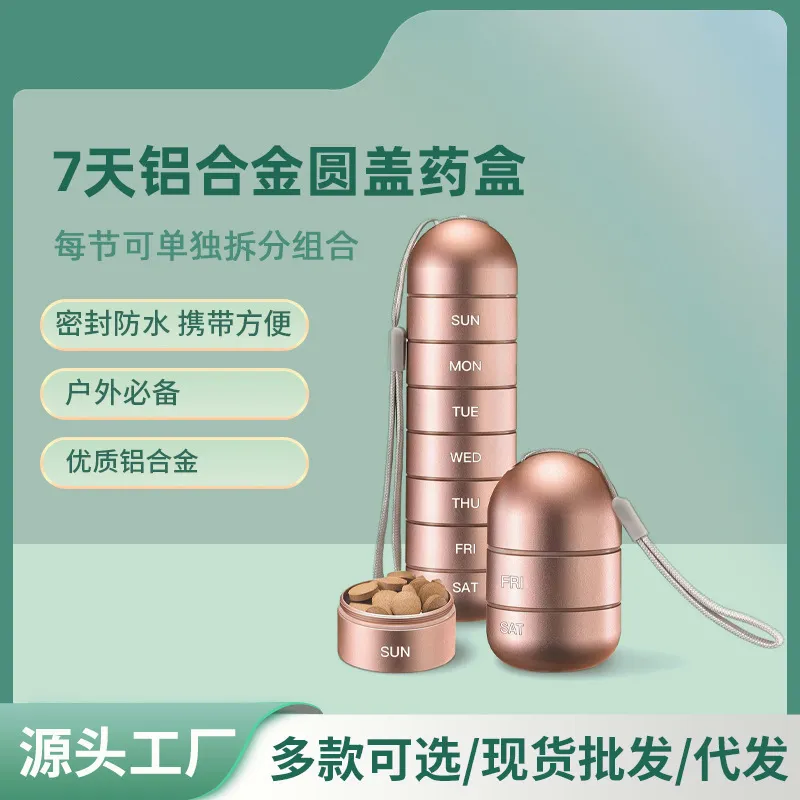 7天铝合金圆盖药盒
每节可单独拆分组合
密封防水 携带方便
户外必备
优质铝合金
SUN
MON
TUE
WED
THU
FRI
SAT
FRI
SAT
SUN
源头工厂
多款可选/现货批发/代发